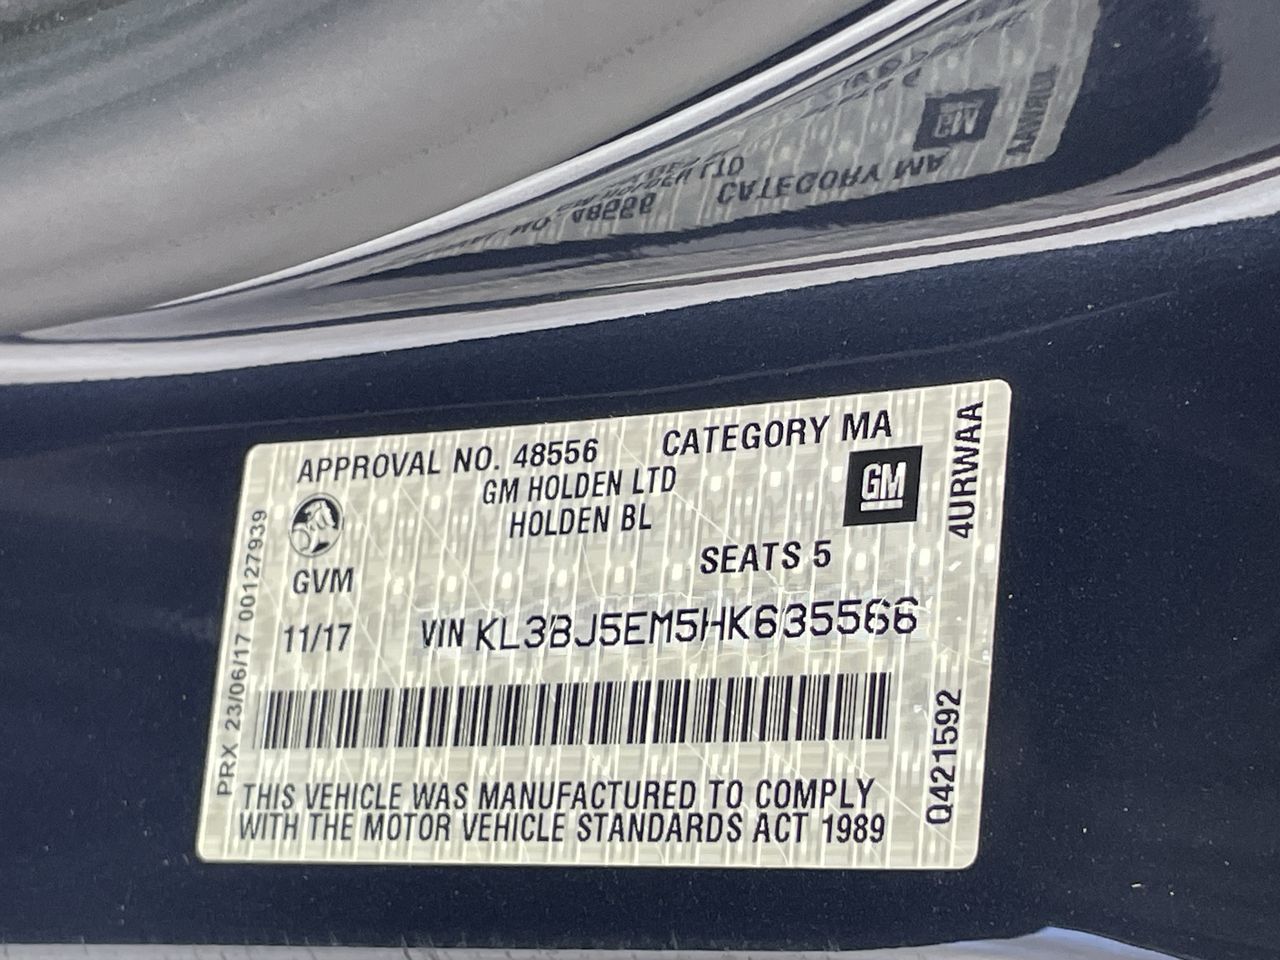 APPROVAL NO. 48556 CATEGORY MA
GM HOLDEN LTD
HOLDEN BL
GM
SEATS 5
GVM
11/17 VIN KL3BJ5EM5HK635566
THIS VEHICLE WAS MANUFACTURED TO COMPLY
WITH THE MOTOR VEHICLE STANDARDS ACT 1989
PRX 23/06/17 00127939
4URWAA
Q421592